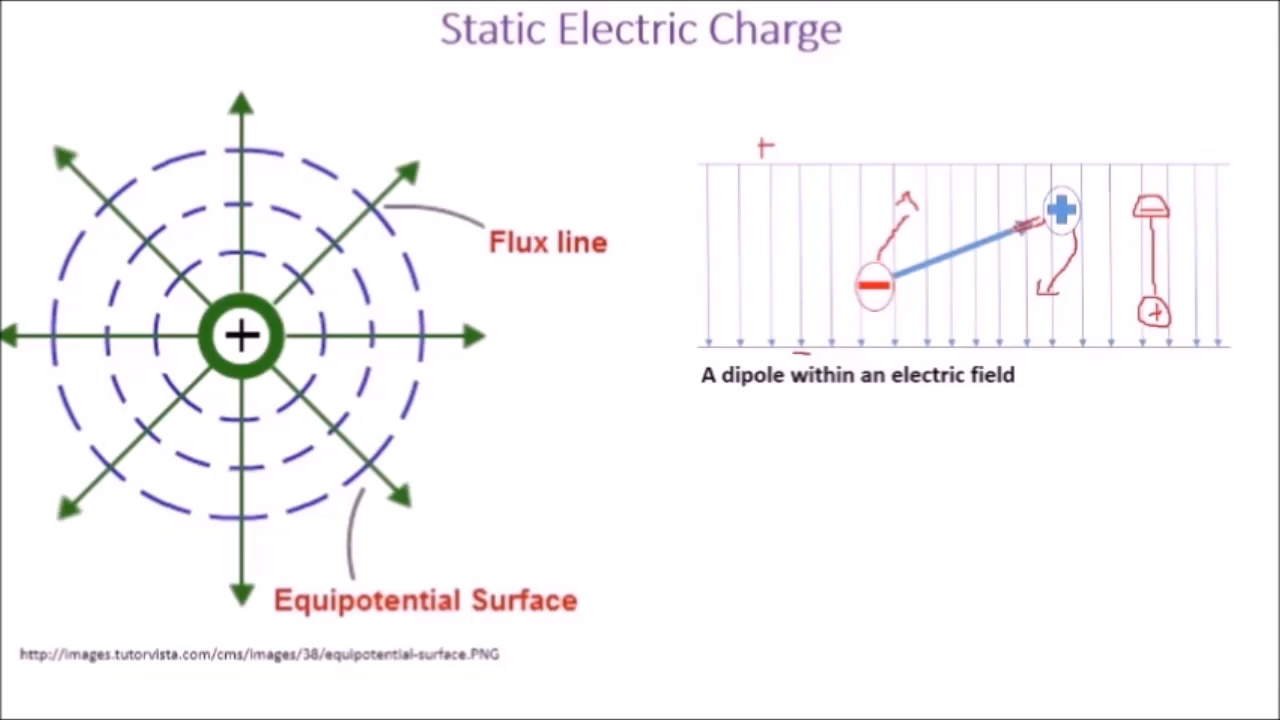 Static Electric Charge
+
Flux line
+
−
+
−
−
+
A dipole within an electric field
Equipotential Surface
http://images.tutorvista.com/cms/images/38/equipotential-surface.PNG